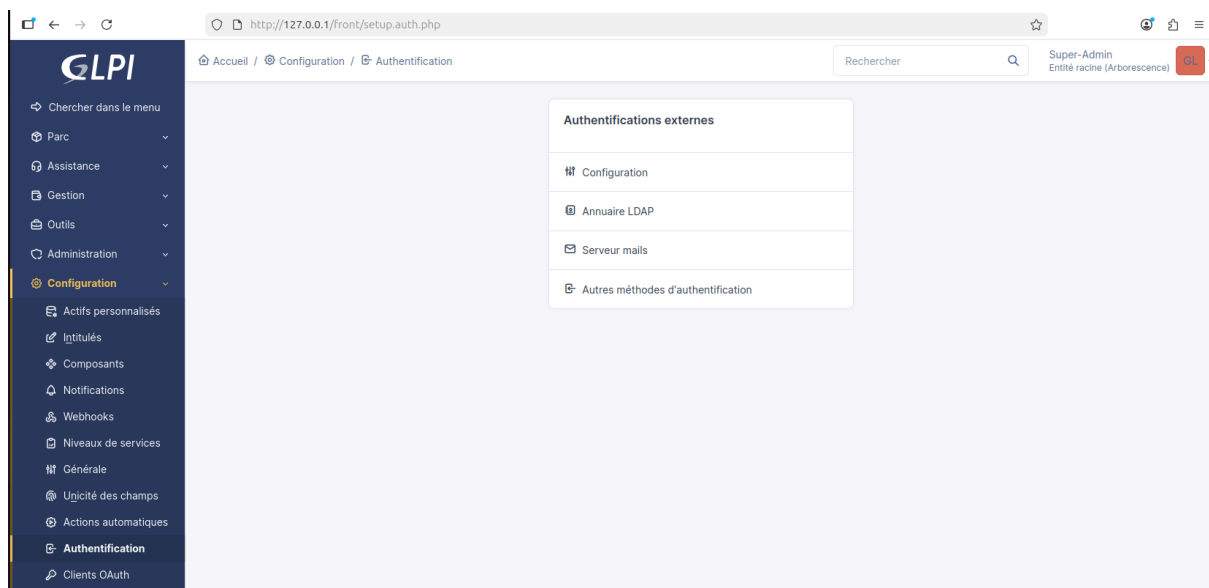 http://127.0.0.1/front/setup.auth.php
GLPI
Accueil / Configuration / Authentification
Rechercher
Super-Admin
Entité racine (Arborescence)
GL
Chercher dans le menu
Parc
Assistance
Gestion
Outils
Administration
Configuration
Actifs personnalisés
Intitulés
Composants
Notifications
Webhooks
Niveaux de services
Générale
Unicité des champs
Actions automatiques
Authentification
Clients OAuth
Authentifications externes
Configuration
Annuaire LDAP
Serveur mails
Autres méthodes d'authentification